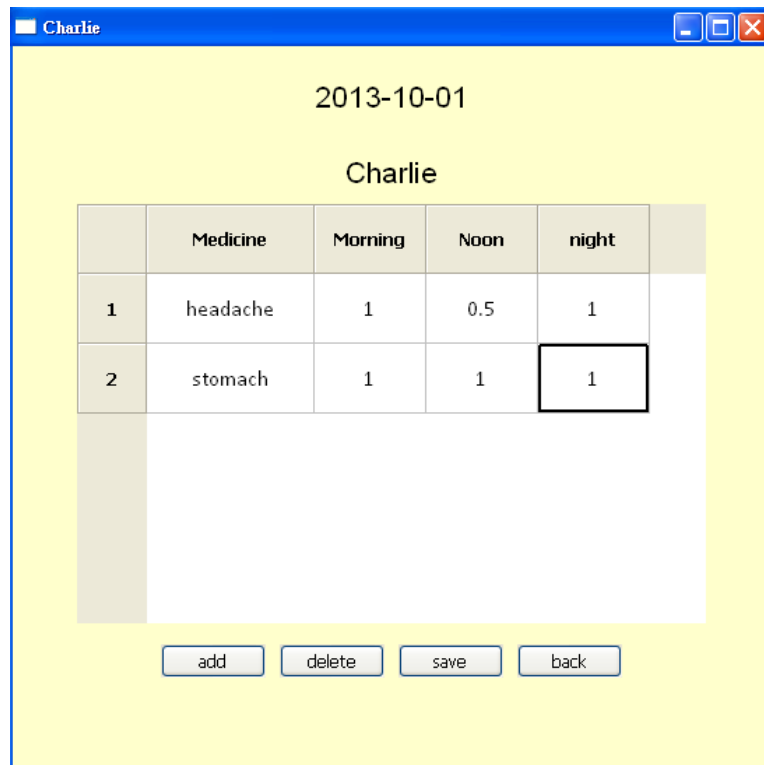 Charlie
2013-10-01
Charlie
Medicine Morning Noon night
1 headache 1 0.5 1
2 stomach 1 1 1
add delete save back